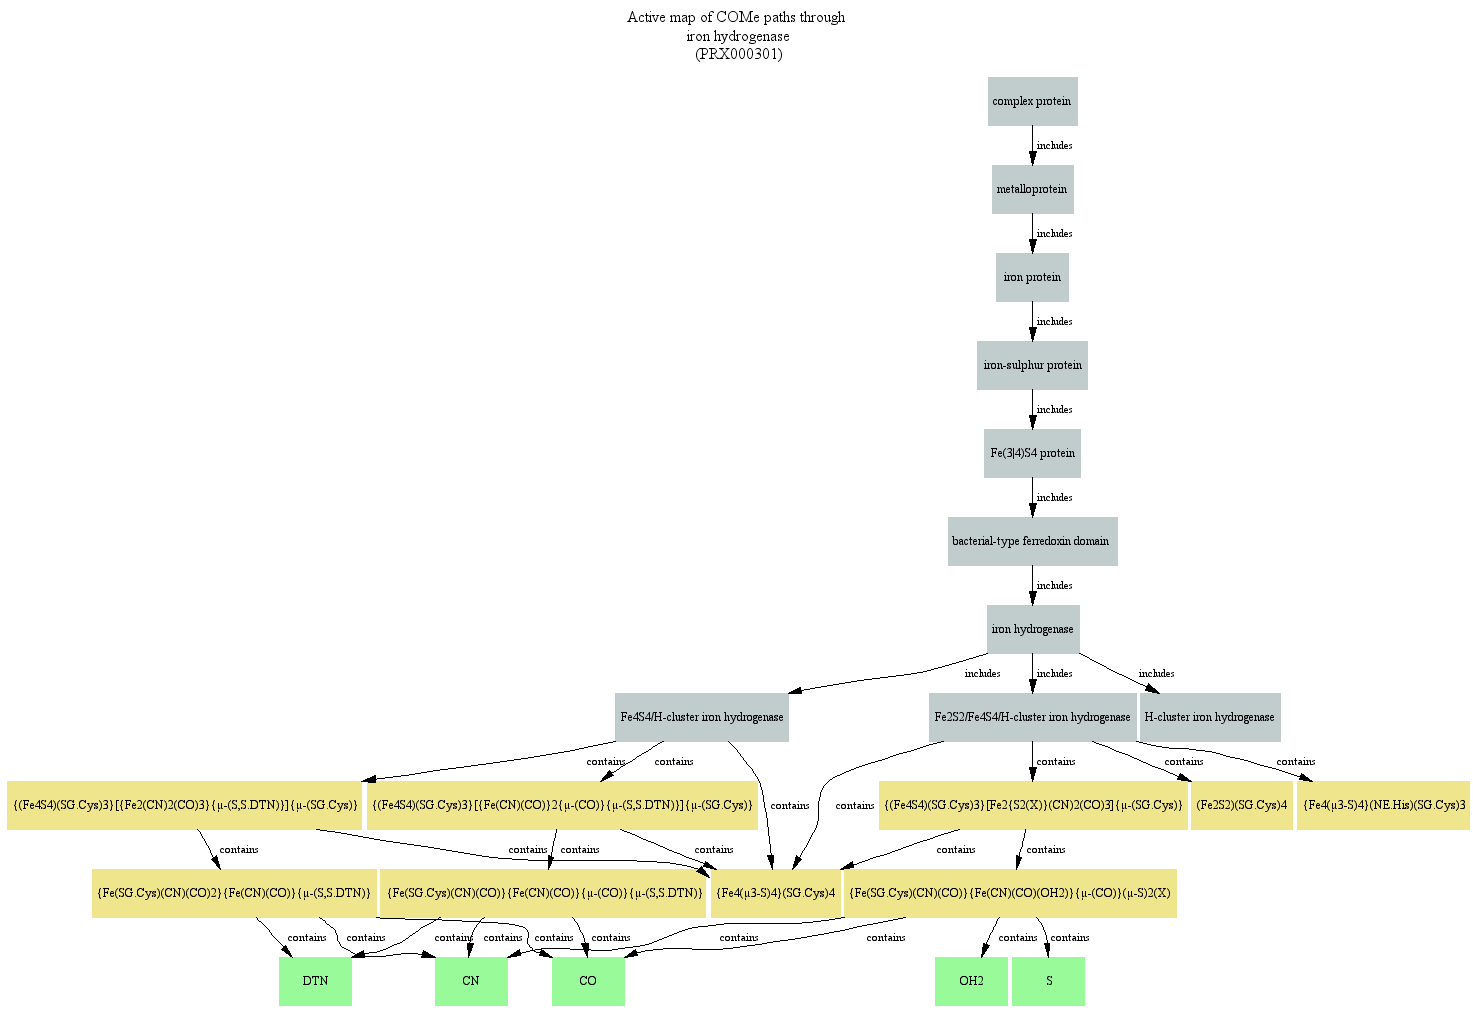 Active map of COMe paths through
iron hydrogenase
(PRX000301)
complex protein
includes
metalloprotein
includes
iron protein
includes
iron-sulphur protein
includes
Fe(3|4)S4 protein
includes
bacterial-type ferredoxin domain
includes
iron hydrogenase
includes includes includes
Fe4S4/H-cluster iron hydrogenase Fe2S2/Fe4S4/H-cluster iron hydrogenase H-cluster iron hydrogenase
contains contains contains contains contains
{(Fe4S4)(SG.Cys)3}[{Fe2(CN)2(CO)3{μ-(S,S.DTN)}]{μ-(SG.Cys)} {(Fe4S4)(SG.Cys)3}[{Fe(CN)(CO)}2{μ-(CO)}{μ-(S,S.DTN)}]{μ-(SG.Cys)} contains contains {(Fe4S4)(SG.Cys)3}[Fe2{S2(X)}(CN)2(CO)3]{μ-(SG.Cys)} (Fe2S2)(SG.Cys)4 {Fe4(μ3-S)4}(NE.His)(SG.Cys)3
contains contains contains contains contains contains
{Fe(SG.Cys)(CN)(CO)2}{Fe(CN)(CO)}{μ-(S,S.DTN)} {Fe(SG.Cys)(CN)(CO)}{Fe(CN)(CO)}{μ-(CO)}{μ-(S,S.DTN)} {Fe4(μ3-S)4}(SG.Cys)4 {Fe(SG.Cys)(CN)(CO)}{Fe(CN)(CO)(OH2)}{μ-(CO)}(μ-S)2(X)
contains contains contains contains contains contains contains contains contains contains
DTN CN CO OH2 S